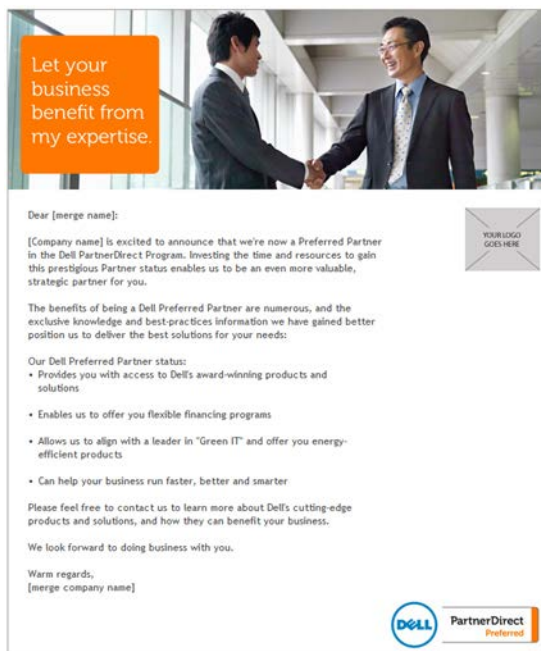 Let your
business
benefit from
my expertise.
Dear [merge name]:
YOUR LOGO
GOES HERE
[Company name] is excited to announce that we're now a Preferred Partner
in the Dell PartnerDirect Program. Investing the time and resources to gain
this prestigious Partner status enables us to be an even more valuable,
strategic partner for you.
The benefits of being a Dell Preferred Partner are numerous, and the
exclusive knowledge and best-practices information we have gained better
position us to deliver the best solutions for your needs:
Our Dell Preferred Partner status:
• Provides you with access to Dell's award-winning products and
solutions
• Enables us to offer you flexible financing programs
• Allows us to align with a leader in "Green IT" and offer you energy-
efficient products
• Can help your business run faster, better and smarter
Please feel free to contact us to learn more about Dell's cutting-edge
products and solutions, and how they can benefit your business.
We look forward to doing business with you.
Warm regards,
[merge company name]
DELL
PartnerDirect
Preferred